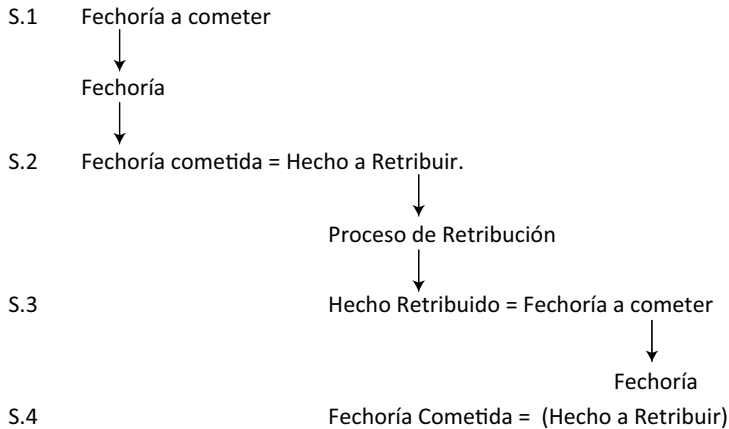 S.1 Fechoría a cometer
Fechoría
S.2 Fechoría cometida = Hecho a Retribuir.
Proceso de Retribución
S.3 Hecho Retribuido = Fechoría a cometer
Fechoría
S.4 Fechoría Cometida = (Hecho a Retribuir)